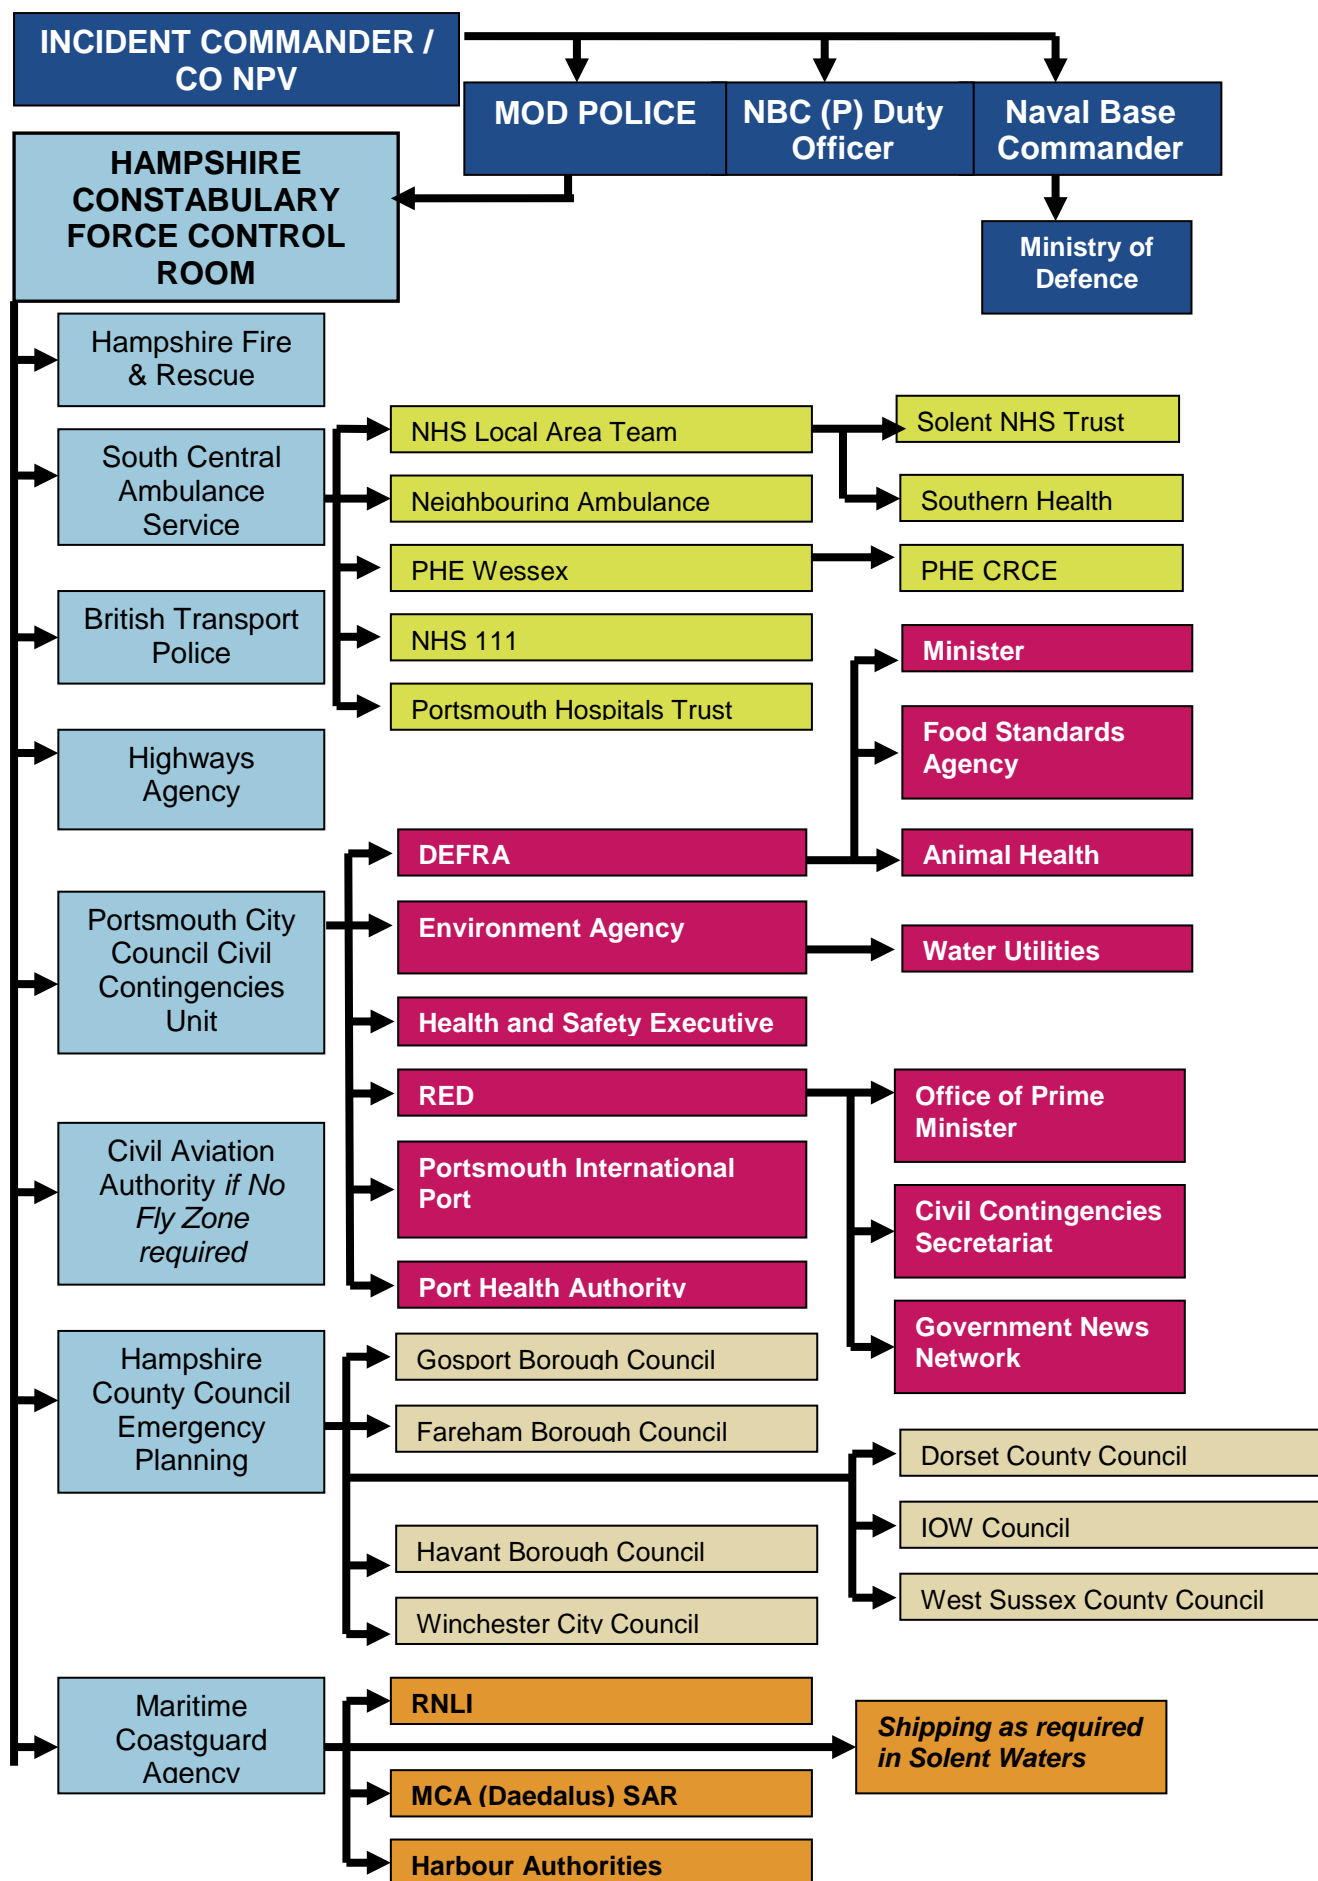 INCIDENT COMMANDER /
CO NPV
MOD POLICE
NBC (P) Duty
Officer
Naval Base
Commander
HAMPSHIRE
CONSTABULARY
FORCE CONTROL
ROOM
Ministry of
Defence
Hampshire Fire
& Rescue
South Central
Ambulance
Service
NHS Local Area Team
Solent NHS Trust
Neighbouring Ambulance
Southern Health
PHE Wessex
PHE CRCE
British Transport
Police
NHS 111
Minister
Portsmouth Hospitals Trust
Food Standards
Agency
Highways
Agency
DEFRA
Animal Health
Portsmouth City
Council Civil
Contingencies
Unit
Environment Agency
Water Utilities
Health and Safety Executive
RED
Office of Prime
Minister
Civil Aviation
Authority if No
Fly Zone
required
Portsmouth International
Port
Civil Contingencies
Secretariat
Port Health Authority
Government News
Network
Hampshire
County Council
Emergency
Planning
Gosport Borough Council
Fareham Borough Council
Dorset County Council
IOW Council
Havant Borough Council
West Sussex County Council
Winchester City Council
Maritime
Coastguard
Agency
RNLI
Shipping as required
in Solent Waters
MCA (Daedalus) SAR
Harbour Authorities